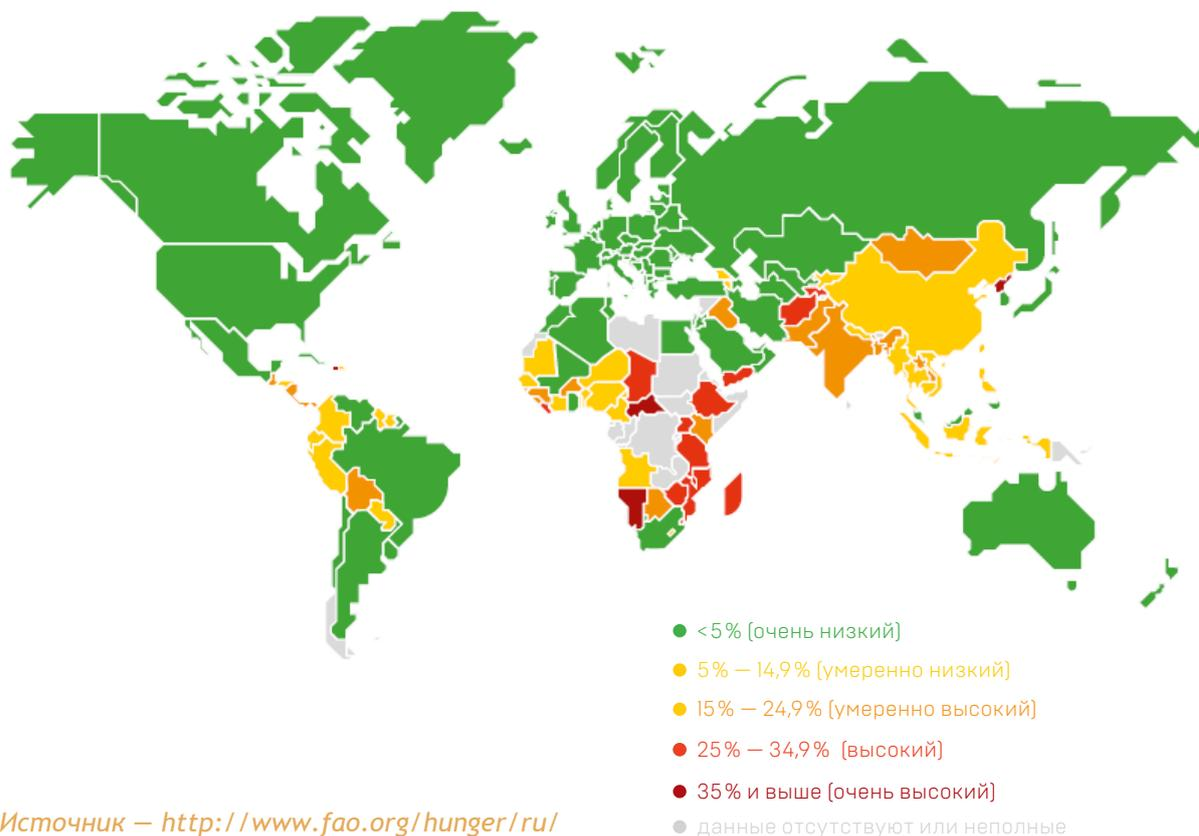 <5% (очень низкий)
5% — 14,9% (умеренно низкий)
15% — 24,9% (умеренно высокий)
25% — 34,9% (высокий)
35% и выше (очень высокий)
данные отсутствуют или неполные
Источник — http://www.fao.org/hunger/ru/